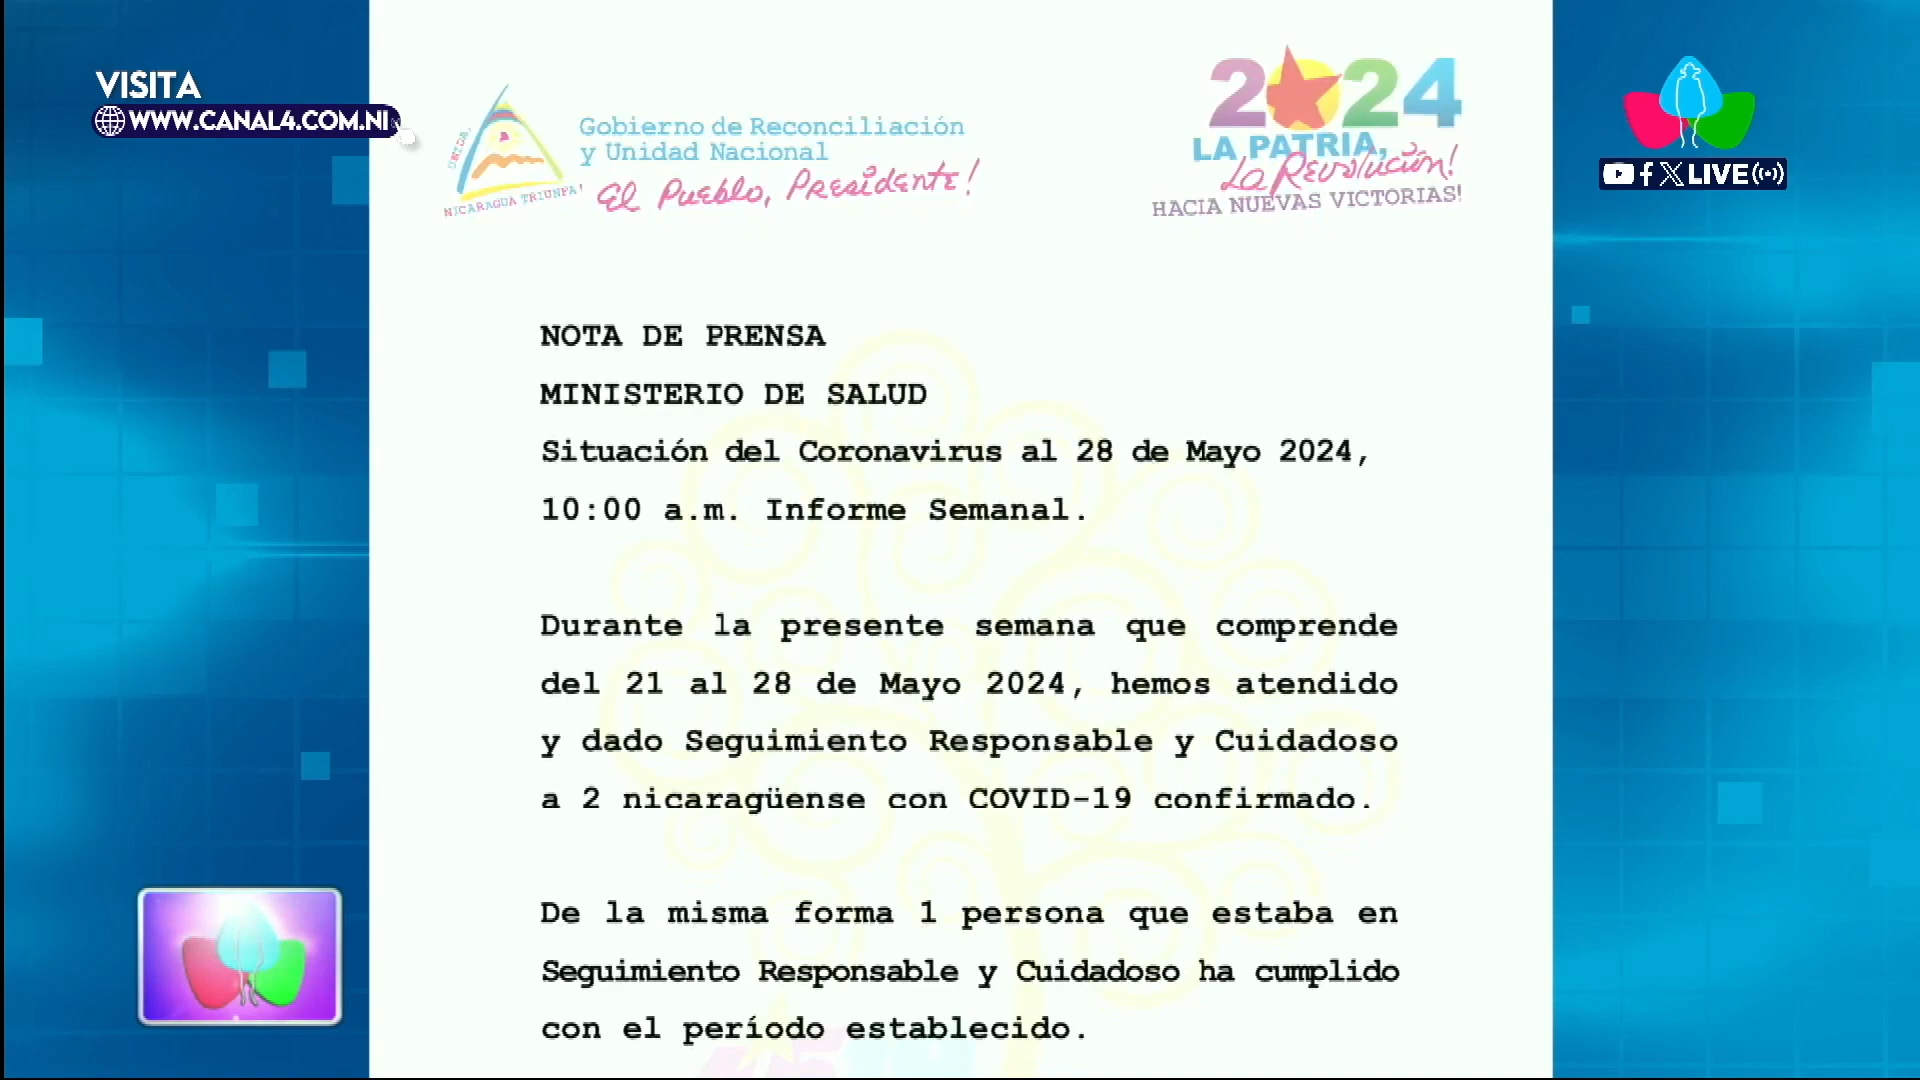 VISITA
WWW.CANAL4.COM.NI
UNIDA,
NICARAGUA TRIUNFA!
Gobierno de Reconciliación
y Unidad Nacional
El Pueblo, Presidente!
2024
LA PATRIA,
La Revolución!
HACIA NUEVAS VICTORIAS!
LIVE
NOTA DE PRENSA
MINISTERIO DE SALUD
Situación del Coronavirus al 28 de Mayo 2024,
10:00 a.m. Informe Semanal.
Durante la presente semana que comprende
del 21 al 28 de Mayo 2024, hemos atendido
y dado Seguimiento Responsable y Cuidadoso
a 2 nicaragüense con COVID-19 confirmado.
De la misma forma 1 persona que estaba en
Seguimiento Responsable y Cuidadoso ha cumplido
con el período establecido.